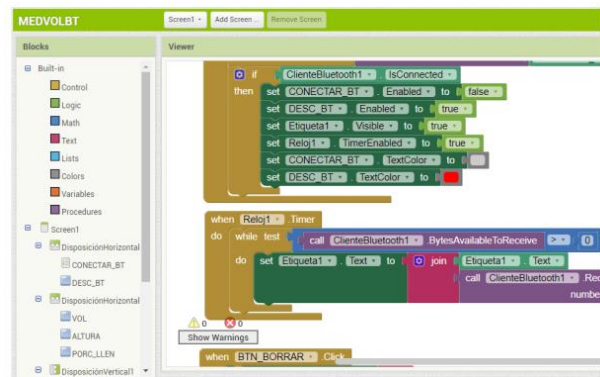 MEDVOLBT Screen1 Add Screen ... Remove Screen
Blocks Viewer
Built-in
Control
Logic
Math
Text
Lists
Colors
Variables
Procedures
Screen1
DisposiciónHorizontal
CONECTAR_BT
DESC_BT
DisposiciónHorizontal
VOL
ALTURA
PORC_LLEN
DisposiciónVertical1
if ClienteBluetooth1 . IsConnected
then set CONECTAR_BT . Enabled to false
set DESC_BT . Enabled to true
set Etiqueta1 . Visible to true
set Reloj1 . TimerEnabled to true
set CONECTAR_BT . TextColor to
set DESC_BT . TextColor to
when Reloj1 .Timer
do while test call ClienteBluetooth1 .BytesAvailableToReceive > 0
do set Etiqueta1 . Text to join Etiqueta1 . Text
call ClienteBluetooth1
0 0
Show Warnings
when BTN_BORRAR .Click